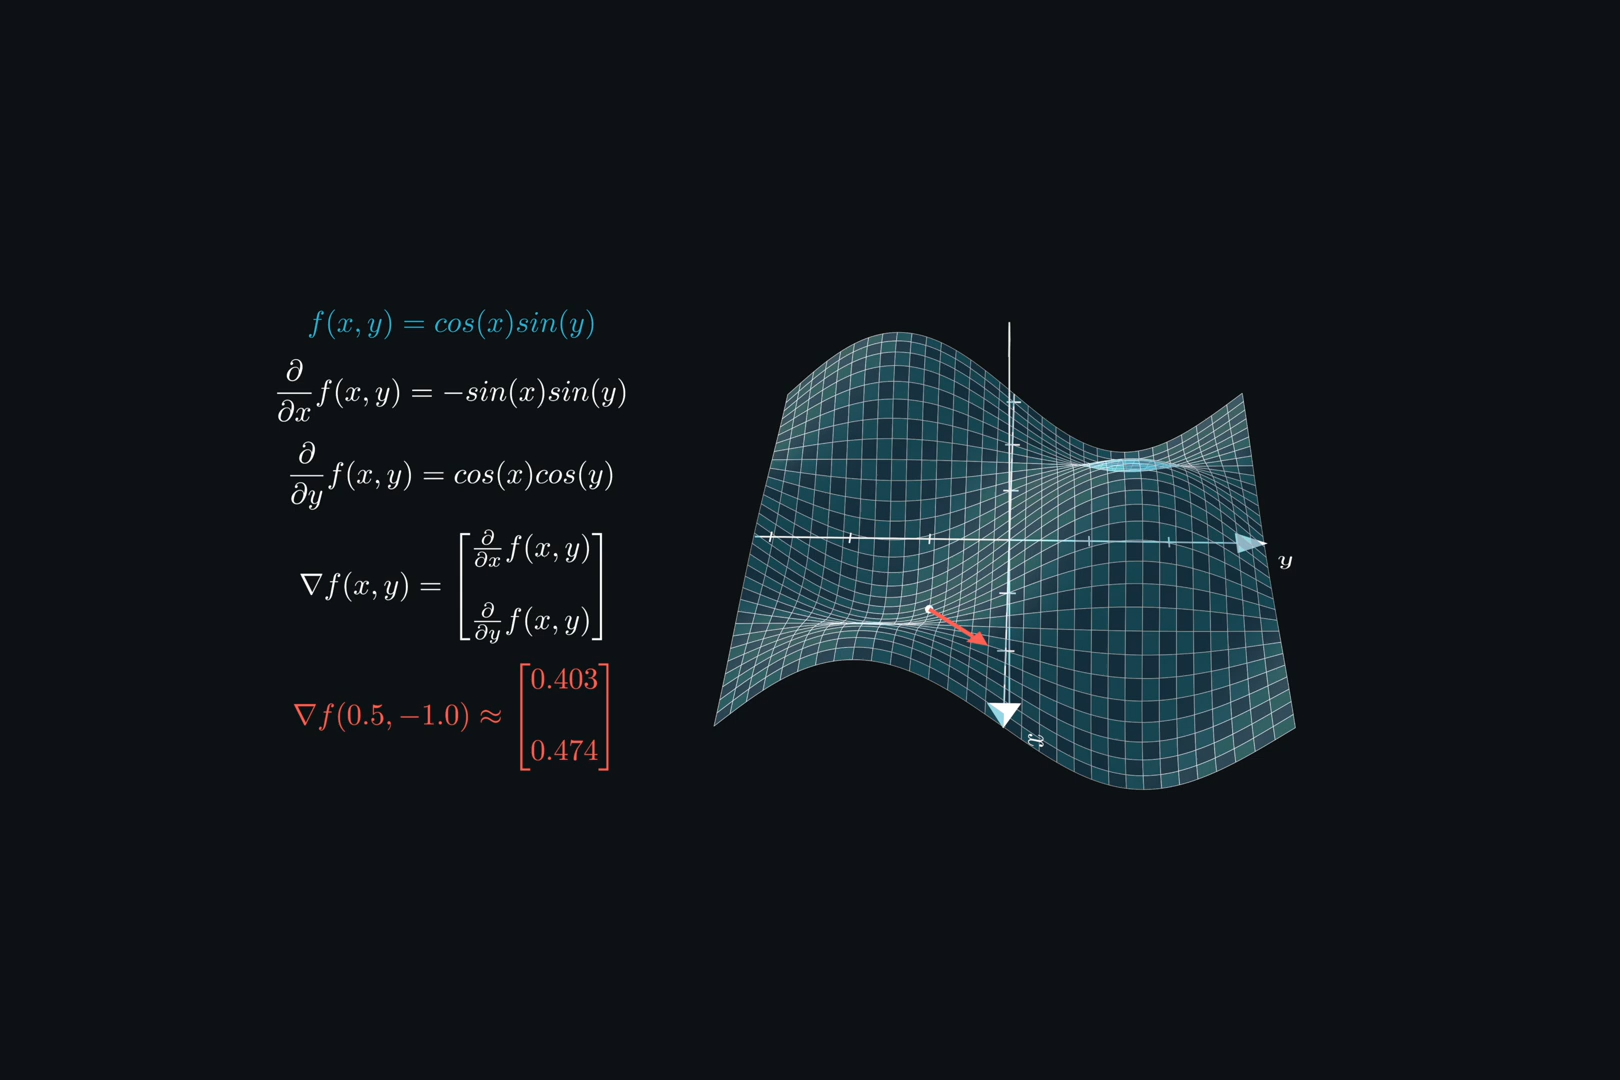 f(x, y) = cos(x)sin(y)
∂/∂x f(x, y) = −sin(x)sin(y)
∂/∂y f(x, y) = cos(x)cos(y)
∇f(x, y) = [∂/∂x f(x, y)
∂/∂y f(x, y)]
∇f(0.5, −1.0) ≈ [0.403
0.474]
y
x